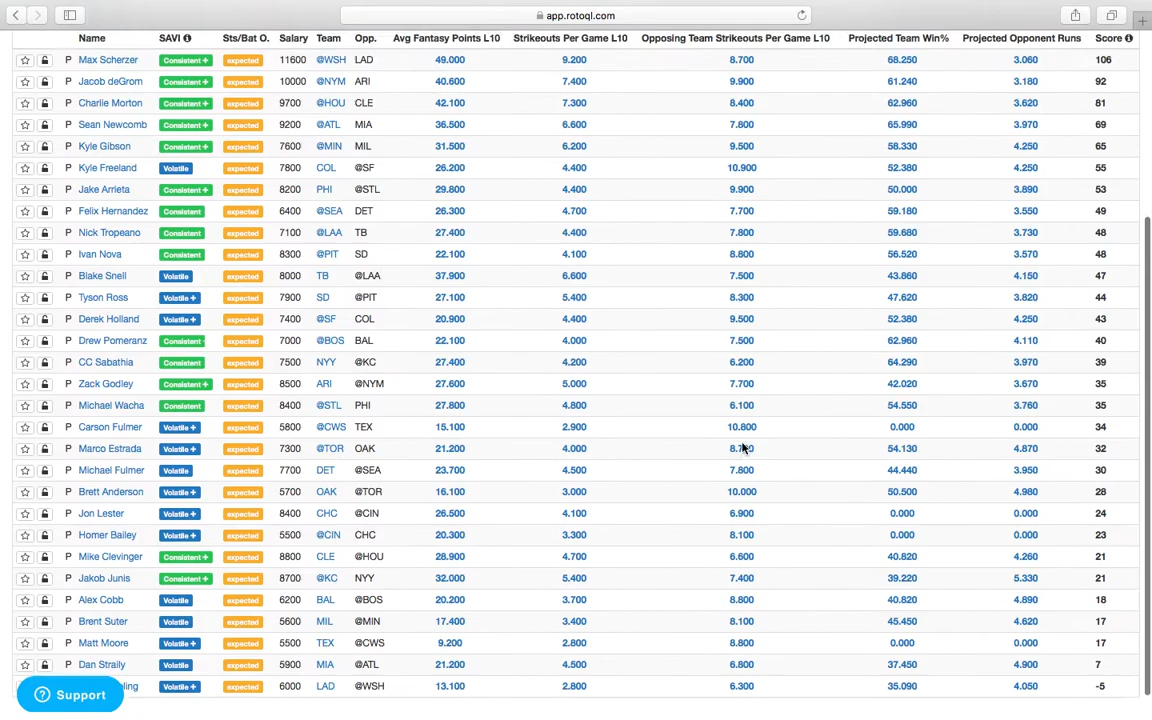 app.rotoql.com
Name SAVI Sts/Bat O. Salary Team Opp. Avg Fantasy Points L10 Strikeouts Per Game L10 Opposing Team Strikeouts Per Game L10 Projected Team Win% Projected Opponent Runs Score
P Max Scherzer Consistent + expected 11600 @WSH LAD 49.000 9.200 8.700 68.250 3.060 106
P Jacob deGrom Consistent + expected 10000 @NYM ARI 40.600 7.400 9.900 61.240 3.180 92
P Charlie Morton Consistent + expected 9700 @HOU CLE 42.100 7.300 8.400 62.960 3.620 81
P Sean Newcomb Consistent + expected 9200 @ATL MIA 36.500 6.600 7.800 65.990 3.970 69
P Kyle Gibson Consistent + expected 7600 @MIN MIL 31.500 6.200 9.500 58.330 4.250 65
P Kyle Freeland Volatile expected 7800 COL @SF 26.200 4.400 10.900 52.380 4.250 55
P Jake Arrieta Consistent + expected 8200 PHI @STL 29.800 4.400 9.900 50.000 3.890 53
P Felix Hernandez Consistent expected 6400 @SEA DET 26.300 4.700 7.700 59.180 3.550 49
P Nick Tropeano Consistent expected 7100 @LAA TB 27.400 4.400 7.800 59.680 3.730 48
P Ivan Nova Consistent expected 8300 @PIT SD 22.100 4.100 8.800 56.520 3.570 48
P Blake Snell Volatile expected 8000 TB @LAA 37.900 6.600 7.500 43.860 4.150 47
P Tyson Ross Volatile + expected 7900 SD @PIT 27.100 5.400 8.300 47.620 3.820 44
P Derek Holland Volatile + expected 7400 @SF COL 20.900 4.400 9.500 52.380 4.250 43
P Drew Pomeranz Consistent expected 7000 @BOS BAL 22.100 4.000 7.500 62.960 4.110 40
P CC Sabathia Consistent expected 7500 NYY @KC 27.400 4.200 6.200 64.290 3.970 39
P Zack Godley Consistent + expected 8500 ARI @NYM 27.600 5.000 7.700 42.020 3.670 35
P Michael Wacha Consistent expected 8400 @STL PHI 27.800 4.800 6.100 54.550 3.760 35
P Carson Fulmer Volatile + expected 5800 @CWS TEX 15.100 2.900 10.800 0.000 0.000 34
P Marco Estrada Volatile + expected 7300 @TOR OAK 21.200 4.000 54.130 4.870 32
P Michael Fulmer Volatile expected 7700 DET @SEA 23.700 4.500 7.800 44.440 3.950 30
P Brett Anderson Volatile + expected 5700 OAK @TOR 16.100 3.000 10.000 50.500 4.980 28
P Jon Lester Volatile + expected 8400 CHC @CIN 26.500 4.100 6.900 0.000 0.000 24
P Homer Bailey Volatile + expected 5500 @CIN CHC 20.300 3.300 8.100 0.000 0.000 23
P Mike Clevinger Consistent + expected 8800 CLE @HOU 28.900 4.700 6.600 40.820 4.260 21
P Jakob Junis Consistent + expected 8700 @KC NYY 32.000 5.400 7.400 39.220 5.330 21
P Alex Cobb Volatile expected 6200 BAL @BOS 20.200 3.700 8.800 40.820 4.890 18
P Brent Suter Volatile expected 5600 MIL @MIN 17.400 3.400 8.100 45.450 4.620 17
P Matt Moore Volatile + expected 5500 TEX @CWS 9.200 2.800 8.800 0.000 0.000 17
P Dan Straily Volatile expected 5900 MIA @ATL 21.200 4.500 6.800 37.450 4.900 7
Volatile + expected 6000 LAD @WSH 13.100 2.800 6.300 35.090 4.050 -5
Support